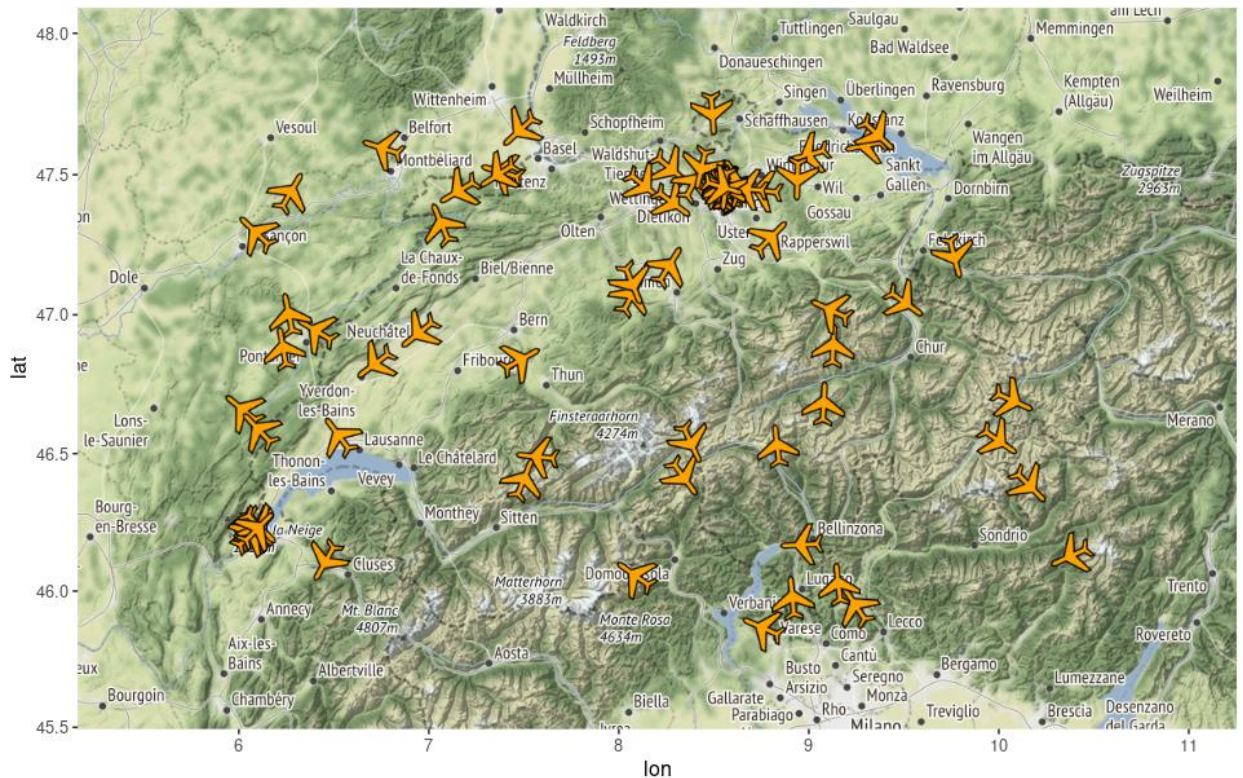 am Lech
48.0
Waldkirch
Saulgau
Tuttlingen
Memmingen
Feldberg
1493m
Bad Waldsee
Donaueschingen
Müllheim
Singen
Überlingen
Ravensburg
Kempten
(Allgäu)
Weilheim
Wittenheim
Vesoul
Belfort
Schopfheim
Schaffhausen
Konstanz
Wangen
im Allgäu
Montbéliard
Basel
Waldshut-
47.5
Sankt
Gallen
Zugspitze
2963m
Wil
Dornbirn
Gossau
Dietikon
Uster
Olten
Rapperswil
La Chaux-
de-Fonds
Biel/Bienne
Zug
Dole
47.0
Neuchâtel
Bern
Chur
Thun
Yverdon-
les-Bains
Lons-
le-Saunier
Finsteraarhorn
4274m
Merano
lat
46.5
Lausanne
Le Châtelard
Thonon-
les-Bains
Vevey
Bourg-
en-Bresse
Monthey
Sitten
Bellinzona
Sondrio
la Neige
Cluses
46.0
Matterhorn
3883m
Trento
Annecy
Mt. Blanc
4807m
Monte Rosa
4634m
Varese
Como
Lecco
Rovereto
Aix-les-
Bains
Albertville
Aosta
Cantù
Busto
Arsizio
Seregno
Monza
Bergamo
Lumezzane
Bourgoin
Chambéry
Biella
Gallarate
Parabiago
Rho
Milano
Treviglio
Brescia
Desenzano
del Garda
45.5
6
7
8
9
10
11
lon